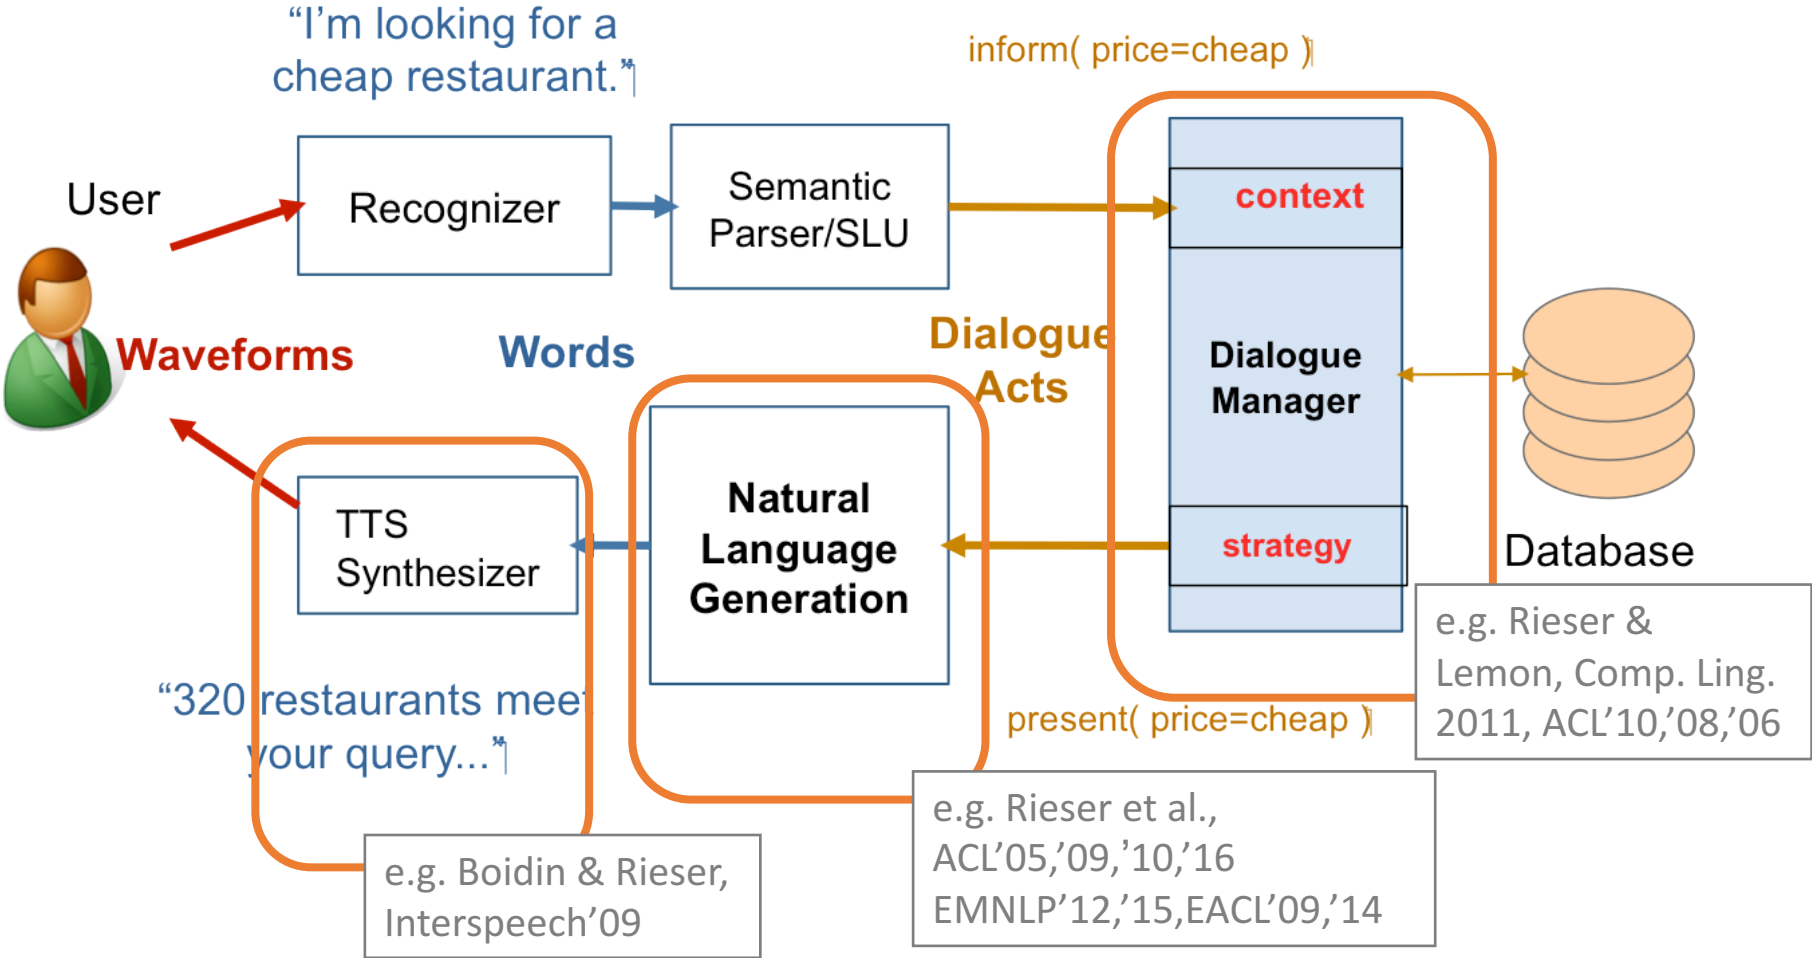 “I’m looking for a
cheap restaurant.”
inform( price=cheap )
User
Recognizer
Semantic
Parser/SLU
context
Waveforms
Words
Dialogue
Acts
Dialogue
Manager
TTS
Synthesizer
Natural
Language
Generation
strategy
Database
“320 restaurants meet
your query...”
present( price=cheap )
e.g. Rieser &
Lemon, Comp. Ling.
2011, ACL’10,’08,’06
e.g. Rieser et al.,
ACL’05,’09,’10,’16
EMNLP’12,’15,EACL’09,’14
e.g. Boidin & Rieser,
Interspeech’09